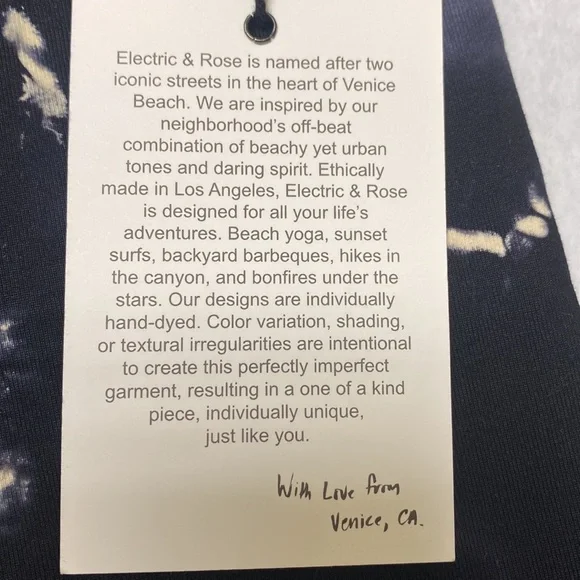 Electric & Rose is named after two
iconic streets in the heart of Venice
Beach. We are inspired by our
neighborhood's off-beat
combination of beachy yet urban
tones and daring spirit. Ethically
made in Los Angeles, Electric & Rose
is designed for all your life's
adventures. Beach yoga, sunset
surfs, backyard barbeques, hikes in
the canyon, and bonfires under the
stars. Our designs are individually
hand-dyed. Color variation, shading,
or textural irregularities are intentional
to create this perfectly imperfect
garment, resulting in a one of a kind
piece, individually unique,
just like you.
With Love from
Venice, CA.